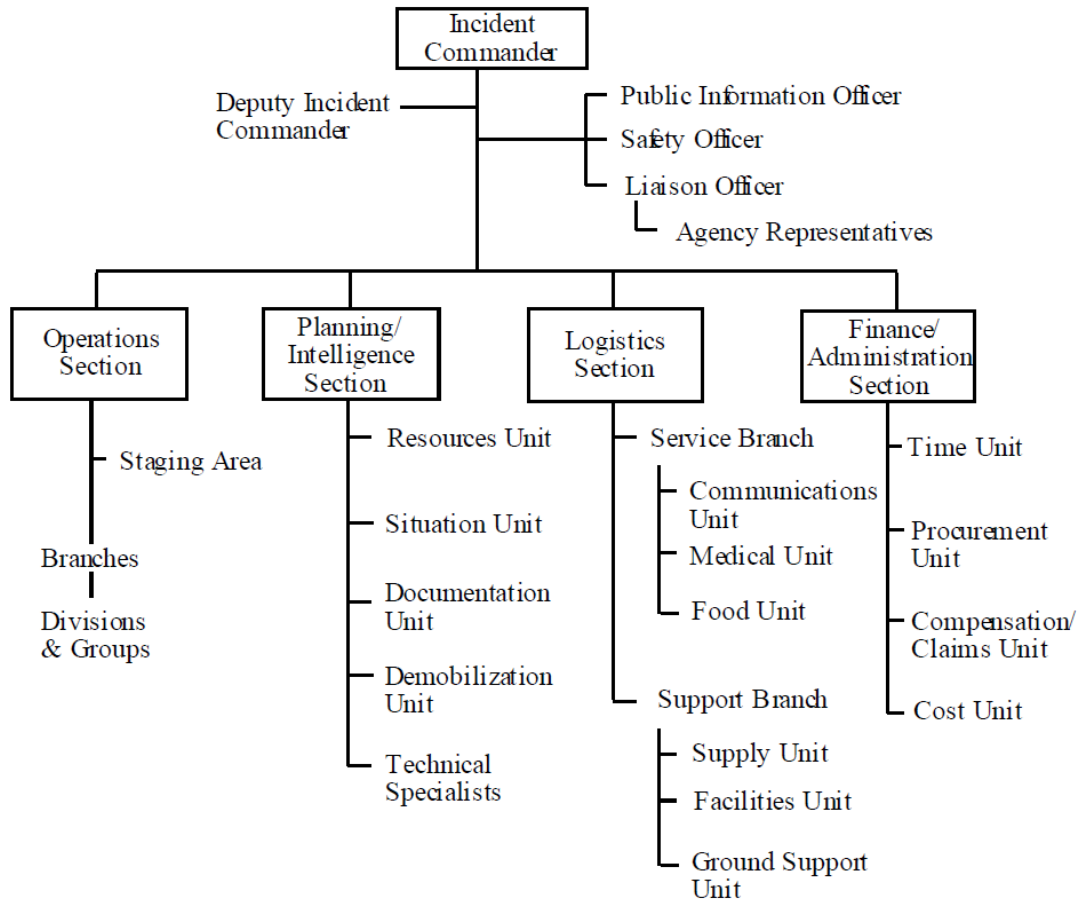 Incident
Commander
Deputy Incident
Commander
Public Information Officer
Safety Officer
Liaison Officer
Agency Representatives
Operations
Section
Planning/
Intelligence
Section
Logistics
Section
Finance/
Administration
Section
Staging Area
Branches
Divisions
& Groups
Resources Unit
Situation Unit
Documentation
Unit
Demobilization
Unit
Technical
Specialists
Service Branch
Communications
Unit
Medical Unit
Food Unit
Support Branch
Supply Unit
Facilities Unit
Ground Support
Unit
Time Unit
Procurement
Unit
Compensation/
Claims Unit
Cost Unit